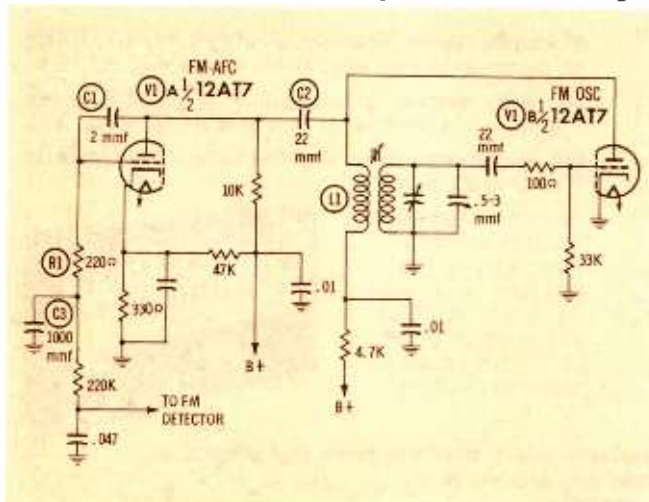 FM-AFC
C1
V1 A 1/2 12AT7
C2
FM OSC
V1 B 1/2 12AT7
2 mmf
22 mmf
22 mmf
100Ω
10K
L1
.5-3 mmf
R1
220Ω
47K
33K
C3
1000 mmf
330Ω
.01
.01
4.7K
B+
220K
B+
TO FM DETECTOR
.047